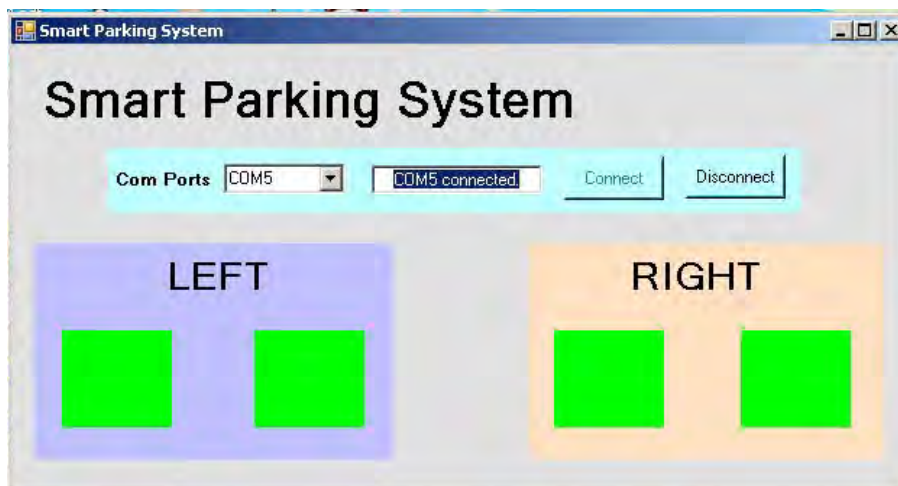 Smart Parking System
Smart Parking System
Com Ports COM5 COM5 connected. Connect Disconnect
LEFT RIGHT